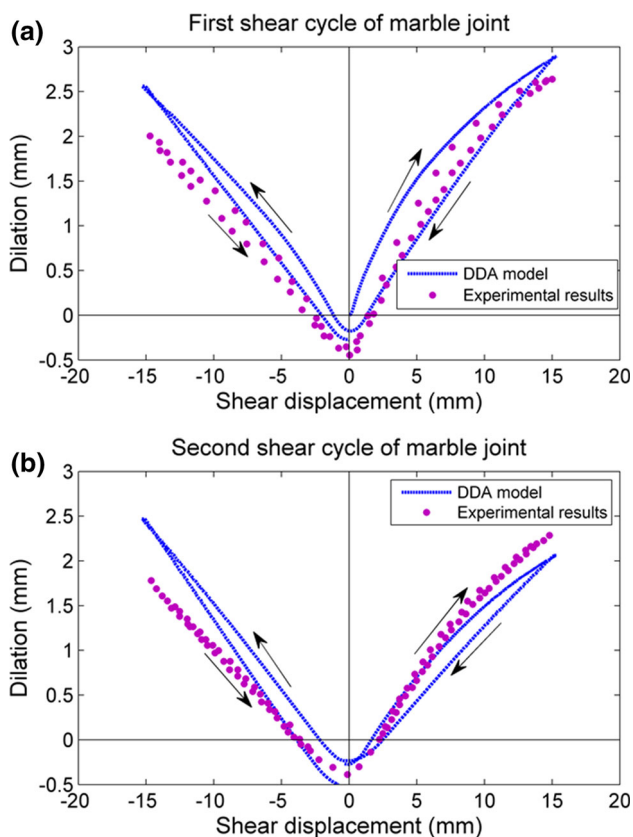 (a)
First shear cycle of marble joint
3
2.5
2
1.5
1
0.5
0
-0.5
Dilation (mm)
DDA model
Experimental results
-20 -15 -10 -5 0 5 10 15 20
Shear displacement (mm)
(b)
Second shear cycle of marble joint
3
2.5
2
1.5
1
0.5
0
-0.5
Dilation (mm)
DDA model
Experimental results
-20 -15 -10 -5 0 5 10 15 20
Shear displacement (mm)